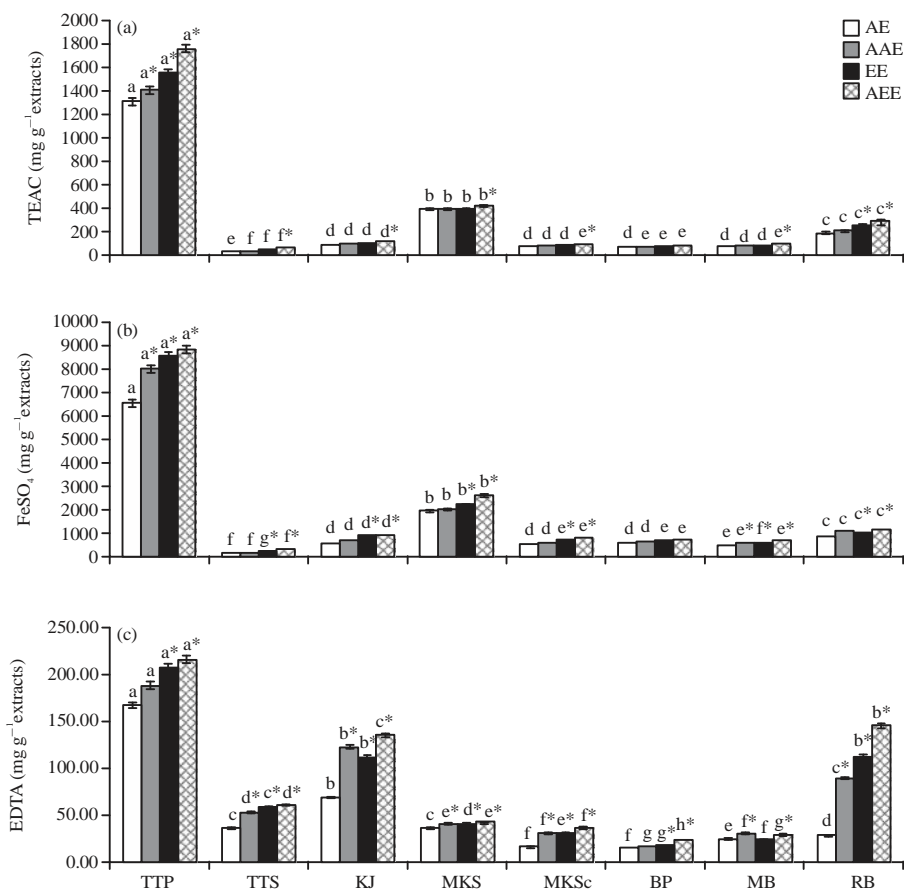 (a)
AE
AAE
EE
AEE
TEAC (mg g⁻¹extracts)
2000
1800
1600
1400
1200
1000
800
600
400
200
0
a a* a* a*
e f f f*
d d d d*
b b b b*
d d d e*
d e e e
d d d e*
c c c* c*
(b)
FeSO₄ (mg g⁻¹extracts)
10000
9000
8000
7000
6000
5000
4000
3000
2000
1000
0
a a* a* a*
f f g* f*
d d d* d*
b b b* b*
d d e* e*
d d e e
e e* f* e*
c c c* c*
(c)
EDTA (mg g⁻¹extracts)
250.00
200.00
150.00
100.00
50.00
0.00
a a a* a*
c d* c* d*
b b* b* c*
c e* d* e*
f f* e* f*
f g g* h*
e f* f g*
d c* b* b*
TTP TTS KJ MKS MKSc BP MB RB